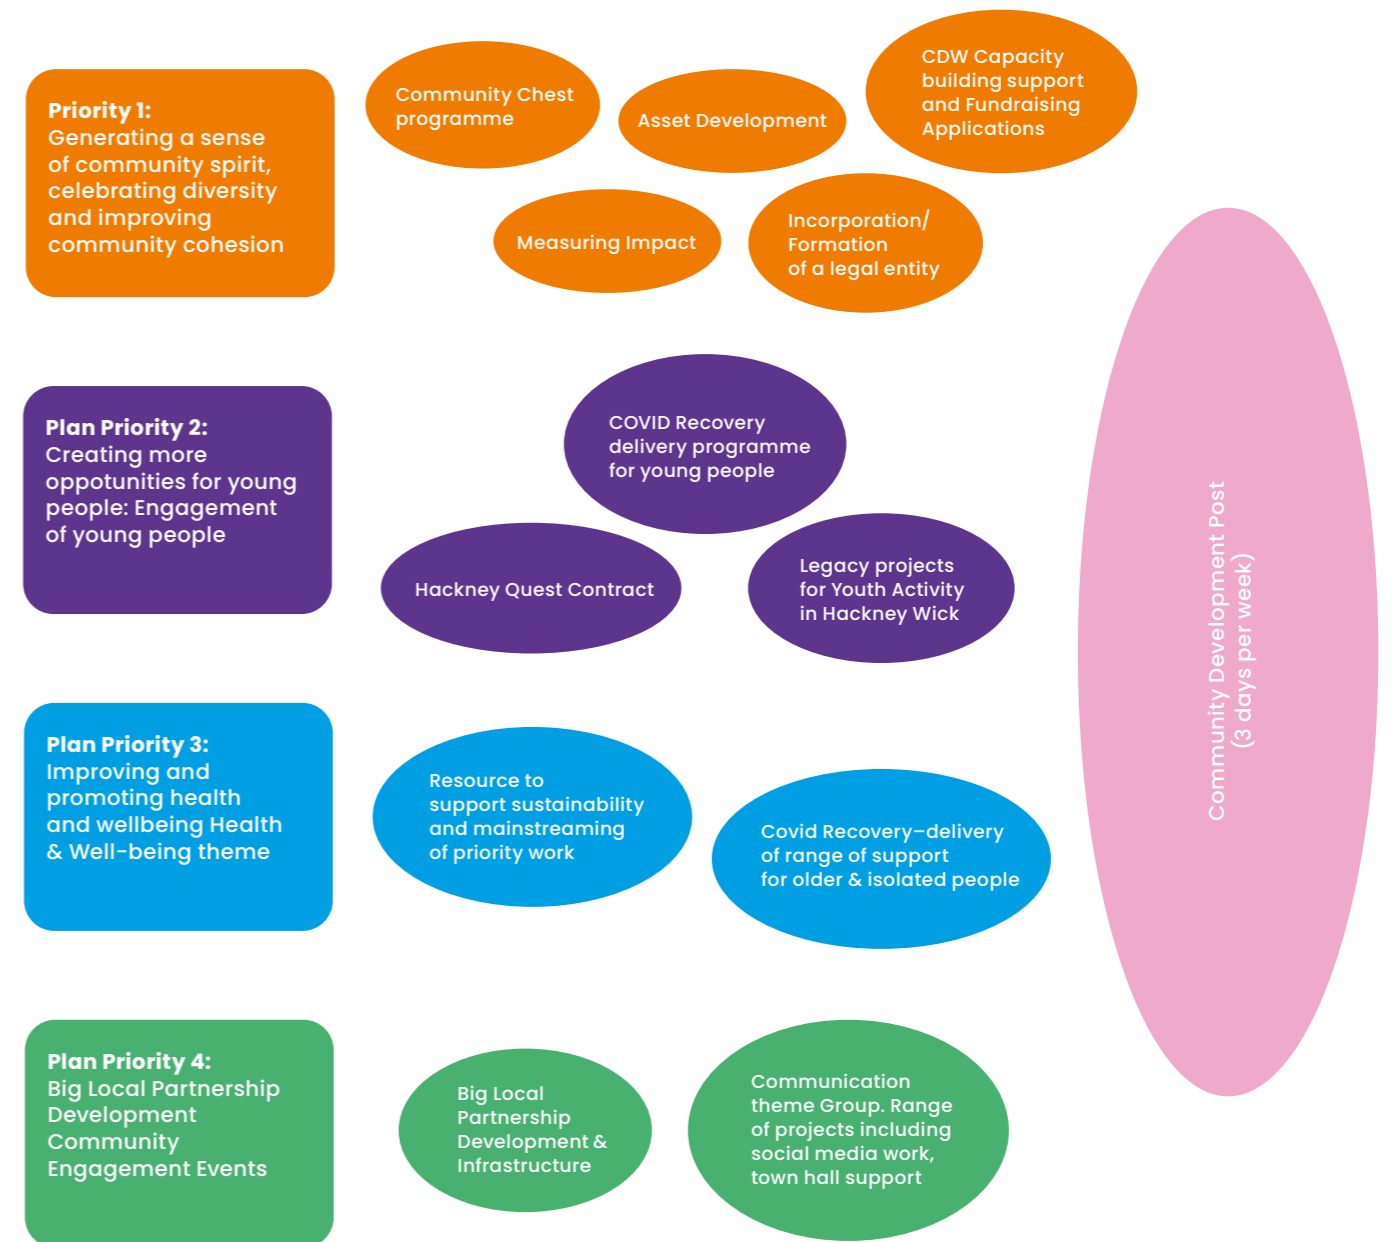 Priority 1:
Generating a sense
of community spirit,
celebrating diversity
and improving
community cohesion
Community Chest
programme
Asset Development
CDW Capacity
building support
and Fundraising
Applications
Measuring Impact
Incorporation/
Formation
of a legal entity
Plan Priority 2:
Creating more
oppotunities for young
people: Engagement
of young people
COVID Recovery
delivery programme
for young people
Hackney Quest Contract
Legacy projects
for Youth Activity
in Hackney Wick
Plan Priority 3:
Improving and
promoting health
and wellbeing Health
& Well-being theme
Resource to
support sustainability
and mainstreaming
of priority work
Covid Recovery–delivery
of range of support
for older & isolated people
Plan Priority 4:
Big Local Partnership
Development
Community
Engagement Events
Big Local
Partnership
Development &
Infrastructure
Communication
theme Group. Range
of projects including
social media work,
town hall support
Community Development Post
(3 days per week)